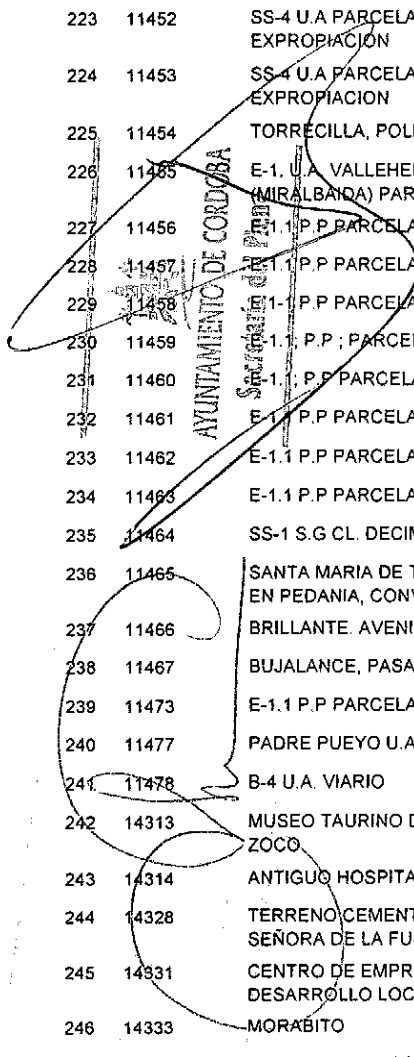 223 11452 SS-4 U.A PARCELA
EXPROPIACIÓN
224 11453 SS-4 U.A PARCELA
EXPROPIACION
225 11454 TORRECILLA, POLI
226 11455 E-1, U.A. VALLEHE
(MIRALBAIDA) PAR
227 11456 E-1.1 P.P PARCELA
228 11457 E-1.1 P.P PARCELA
229 11458 E-1-1 P.P PARCELA
230 11459 E-1.1; P.P ; PARCEL
231 11460 E-1.1; P.P PARCELA
232 11461 E-1.1 P.P PARCELA
233 11462 E-1.1 P.P PARCELA
234 11463 E-1.1 P.P PARCELA
235 11464 SS-1 S.G CL. DECIM
236 11465 SANTA MARIA DE T
EN PEDANIA, CONV
237 11466 BRILLANTE. AVENI
238 11467 BUJALANCE, PASA
239 11473 E-1.1 P.P PARCELA
240 11477 PADRE PUEYO U.A
241 11478 B-4 U.A. VIARIO
242 14313 MUSEO TAURINO D
ZOCO
243 14314 ANTIGUO HOSPITA
244 14328 TERRENO CEMENT
SEÑORA DE LA FU
245 14331 CENTRO DE EMPR
DESARROLLO LOC
246 14333 MORABITO
AYUNTAMIENTO DE CORDOBA
Secretaría del Pleno